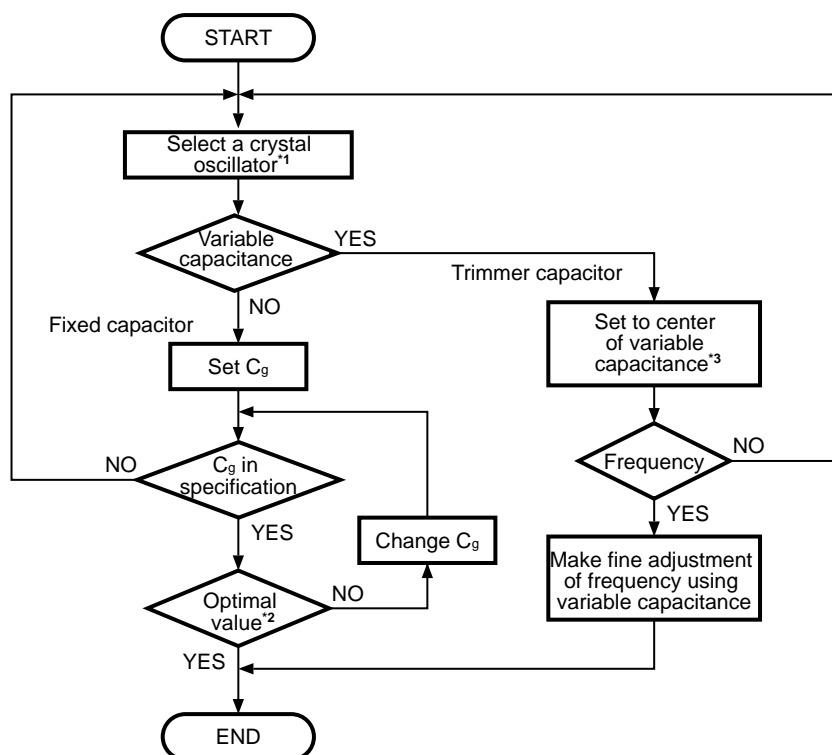 START
Select a crystal
oscillator*1
Variable
capacitance
YES
Trimmer capacitor
NO
Fixed capacitor
Set Cg
Set to center
of variable
capacitance*3
NO
Cg in
specification
YES
Frequency
NO
YES
Change Cg
Optimal
value*2
NO
YES
Make fine adjustment
of frequency using
variable capacitance
END